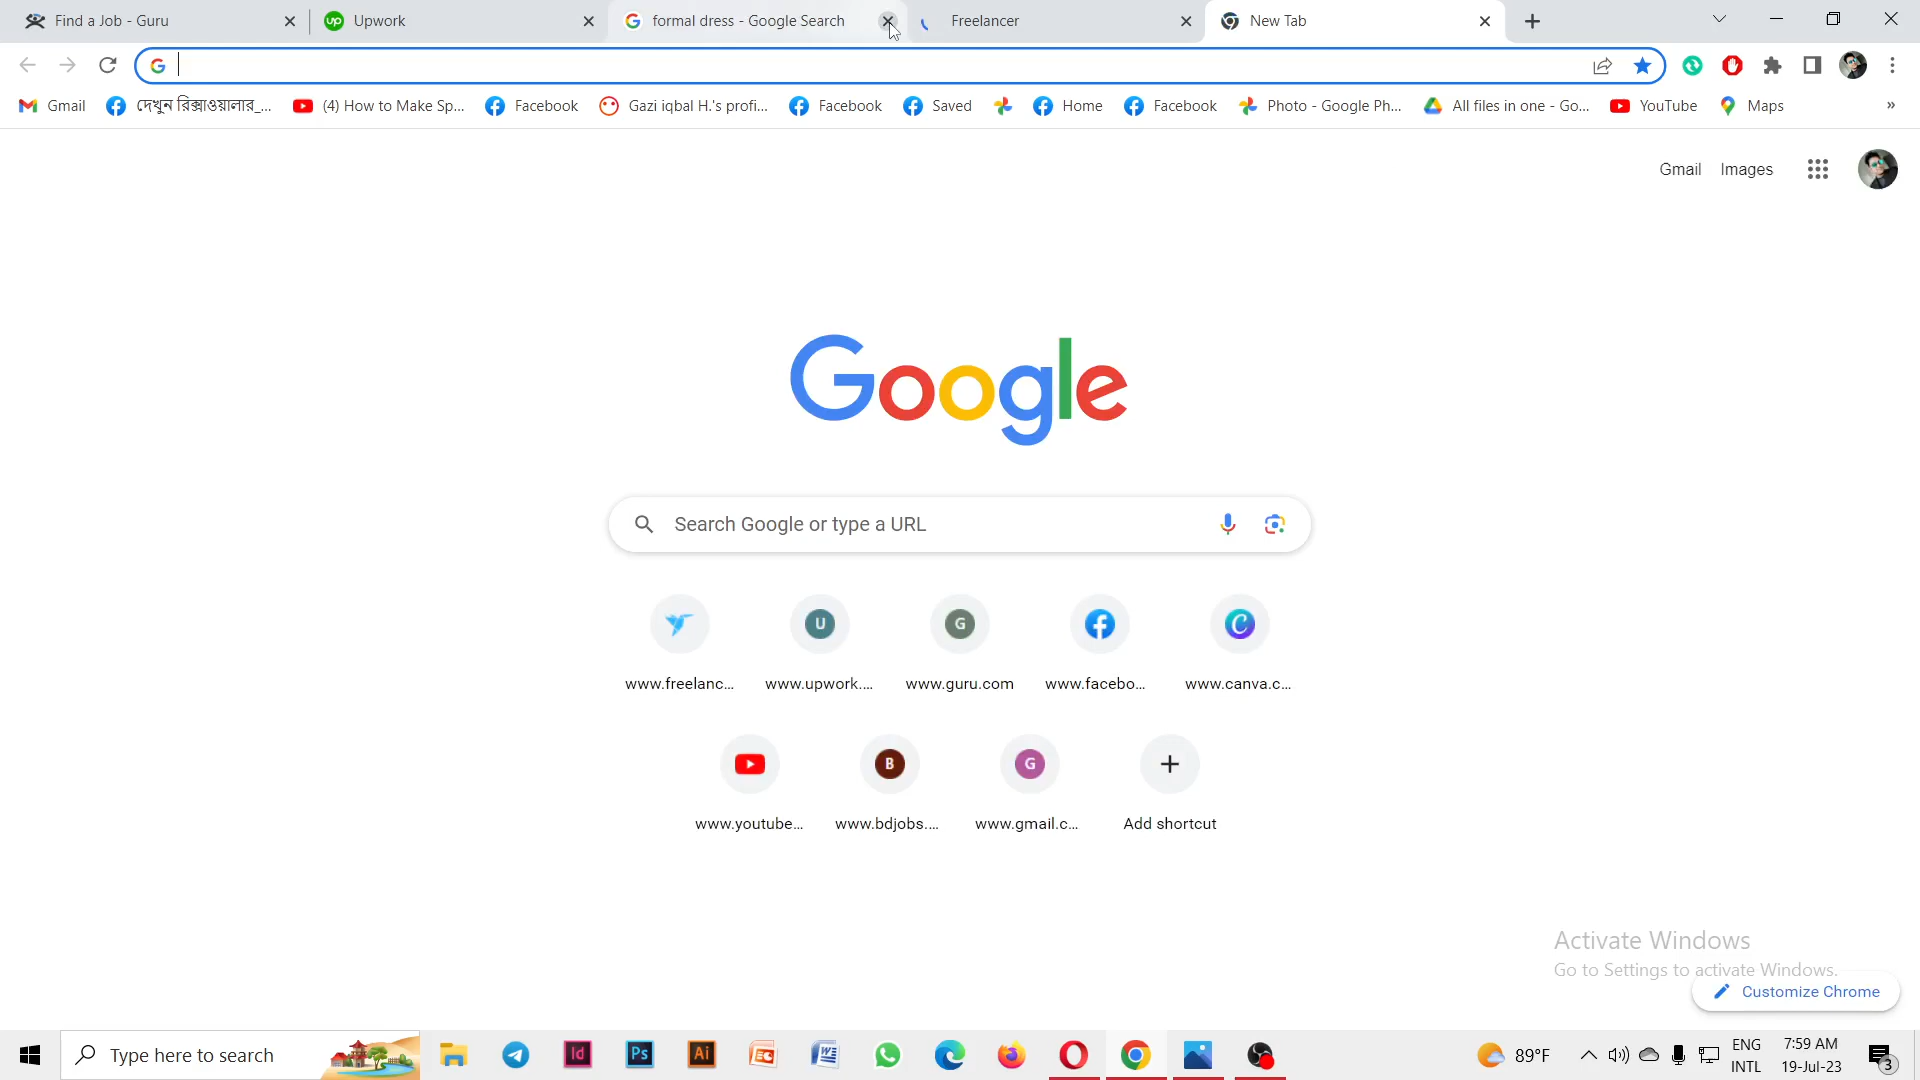 Find a Job - Guru
Upwork
formal dress - Google Search
Freelancer
New Tab
Gmail
দেখুন রিক্সাওয়ালার_...
(4) How to Make Sp...
Facebook
Gazi iqbal H.'s profi...
Facebook
Saved
Home
Facebook
Photo - Google Ph...
All files in one - Go...
YouTube
Maps
»
Gmail
Images
Google
Search Google or type a URL
U
G
www.freelanc...
www.upwork....
www.guru.com
www.facebo...
www.canva.c...
B
G
www.youtube...
www.bdjobs....
www.gmail.c...
Add shortcut
Activate Windows
Go to Settings to activate Windows.
Customize Chrome
Type here to search
Id
Ps
Ai
89°F
ENG
INTL
7:59 AM
19-Jul-23
3